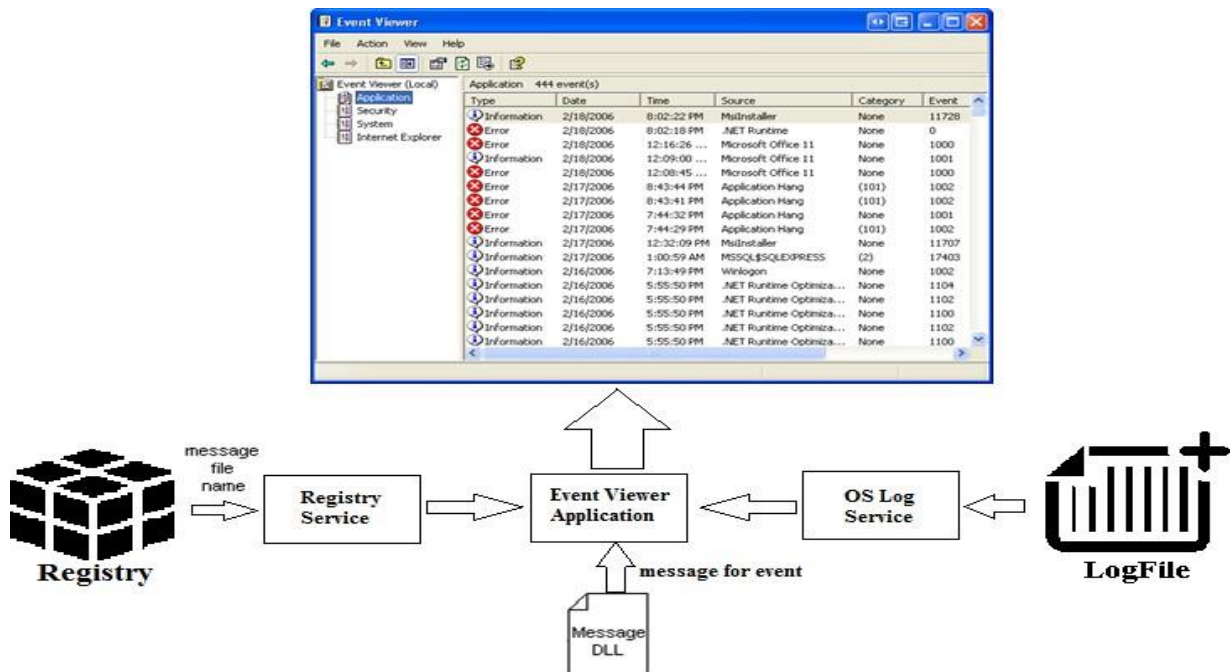 Event Viewer
File Action View Help
Event Viewer (Local)
Application
Security
System
Internet Explorer
Application 444 event(s)
Type Date Time Source Category Event
Information 2/18/2006 8:02:22 PM MsiInstaller None 11728
Error 2/18/2006 8:02:18 PM .NET Runtime None 0
Error 2/18/2006 12:16:26 ... Microsoft Office 11 None 1000
Information 2/18/2006 12:09:00 ... Microsoft Office 11 None 1001
Error 2/18/2006 12:08:45 ... Microsoft Office 11 None 1000
Error 2/17/2006 8:43:44 PM Application Hang (101) 1002
Error 2/17/2006 8:43:41 PM Application Hang (101) 1002
Error 2/17/2006 7:44:32 PM Application Hang None 1001
Error 2/17/2006 7:44:29 PM Application Hang (101) 1002
Information 2/17/2006 12:32:09 PM MsiInstaller None 11707
Information 2/17/2006 1:00:59 AM MSSQL$SQLEXPRESS (2) 17403
Information 2/16/2006 7:13:49 PM Winlogon None 1002
Information 2/16/2006 5:55:50 PM .NET Runtime Optimiza... None 1104
Information 2/16/2006 5:55:50 PM .NET Runtime Optimiza... None 1102
Information 2/16/2006 5:55:50 PM .NET Runtime Optimiza... None 1100
Information 2/16/2006 5:55:50 PM .NET Runtime Optimiza... None 1102
Information 2/16/2006 5:55:50 PM .NET Runtime Optimiza... None 1100
message
file
name
Registry
Registry
Service
Event Viewer
Application
OS Log
Service
LogFile
message for event
Message
DLL